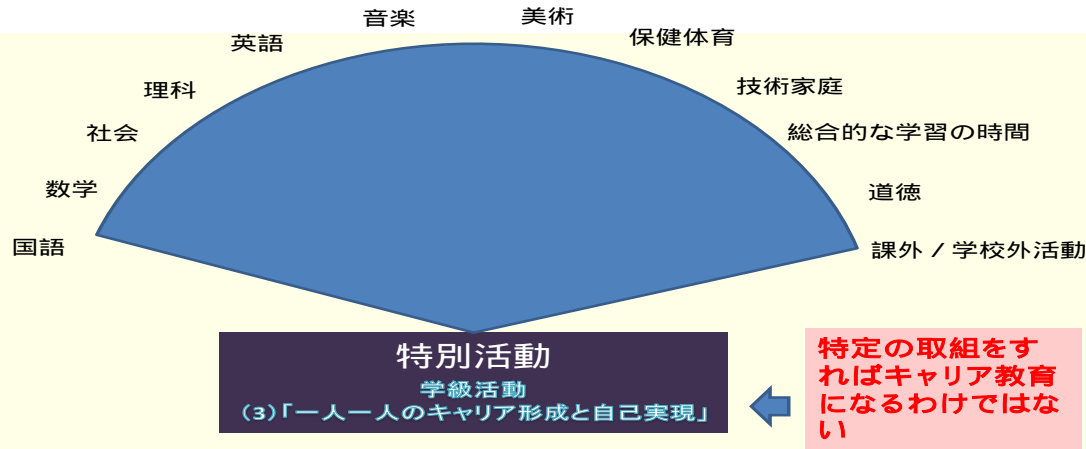 音楽
美術
英語
保健体育
理科
技術家庭
社会
総合的な学習の時間
数学
道徳
国語
課外 / 学校外活動
特別活動
学級活動
(3)「一人一人のキャリア形成と自己実現」
特定の取組をす
ればキャリア教育
になるわけではな
い